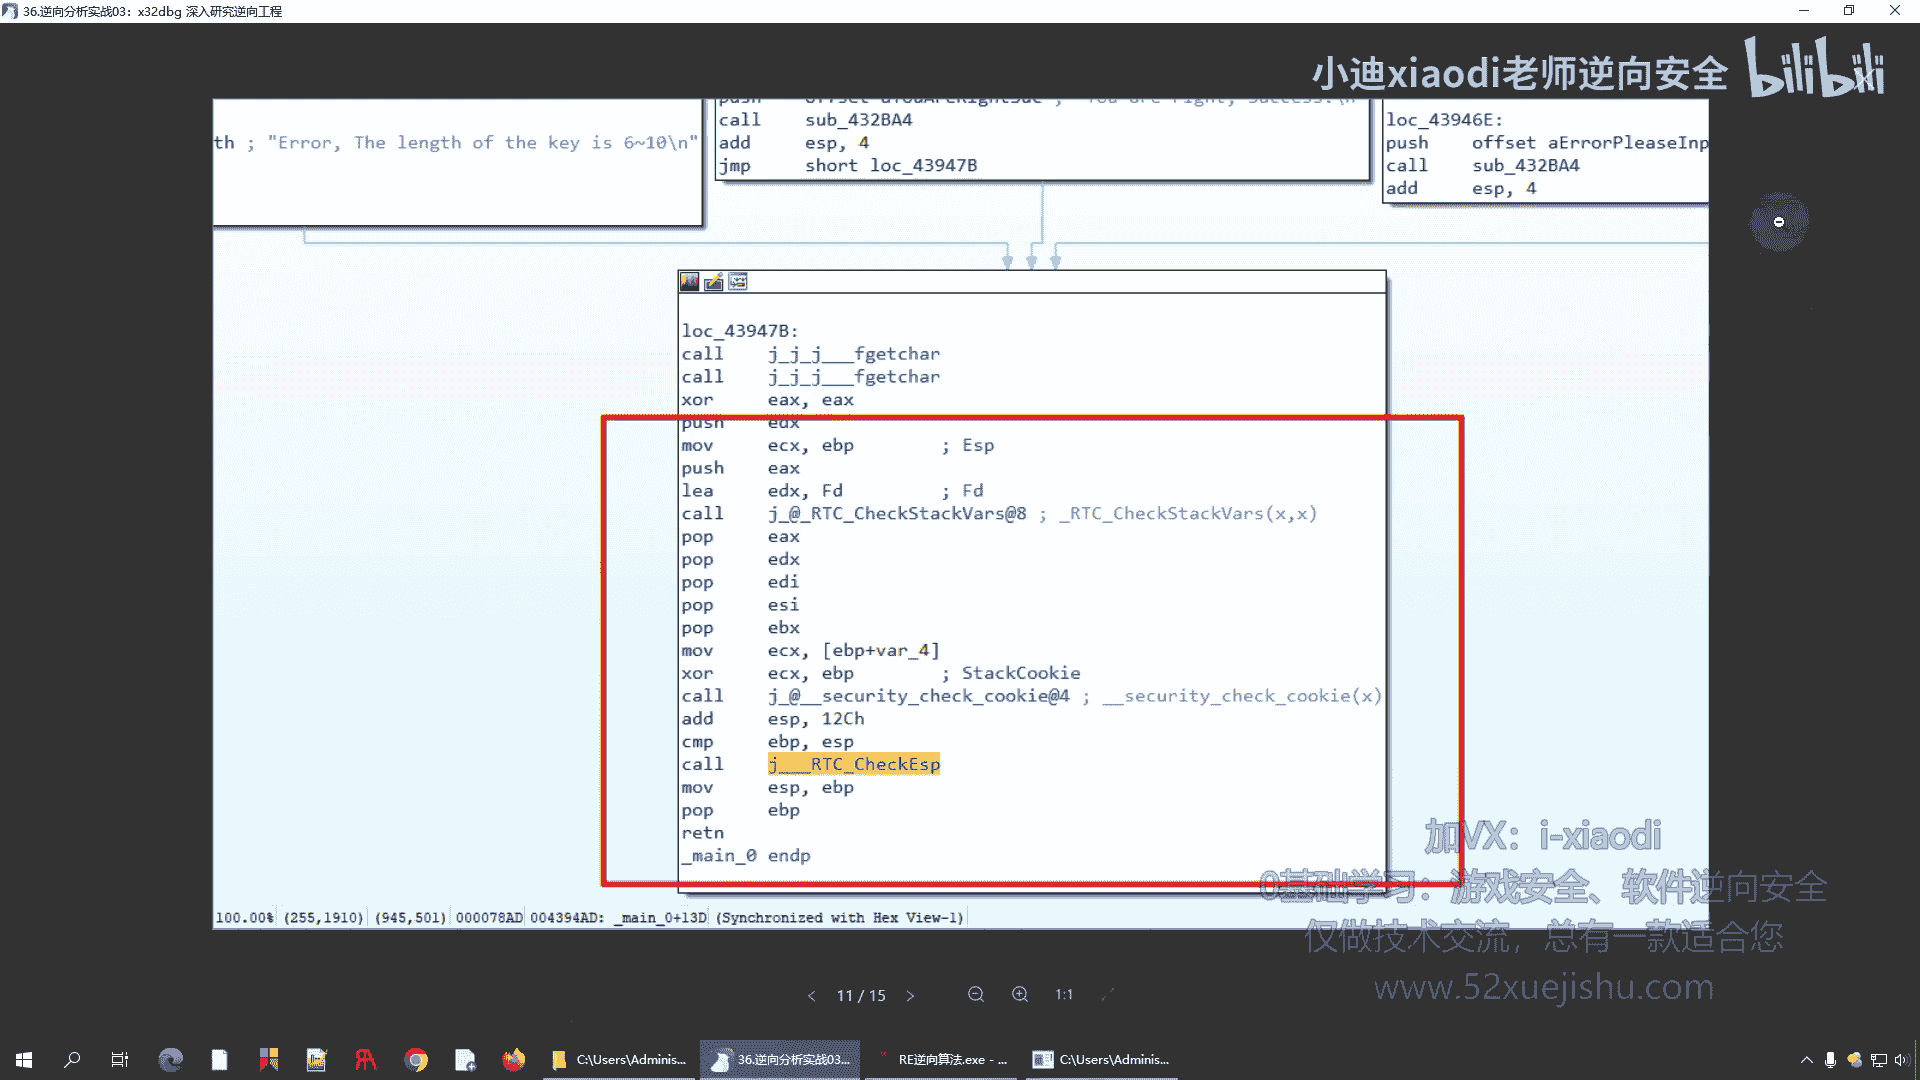 36.逆向分析实战03：x32dbg 深入研究逆向工程
小迪xiaodi老师逆向安全 bilibili
th ; "Error, The length of the key is 6~10\n"
push offset aYouAreRightSuc ; "You are right, Success!\n"
call sub_432BA4
add esp, 4
jmp short loc_43947B
loc_43946E:
push offset aErrorPleaseInp
call sub_432BA4
add esp, 4
loc_43947B:
call j_j_j___fgetchar
call j_j_j___fgetchar
xor eax, eax
push edx
mov ecx, ebp ; Esp
push eax
lea edx, Fd ; Fd
call j_@_RTC_CheckStackVars@8 ; _RTC_CheckStackVars(x,x)
pop eax
pop edx
pop edi
pop esi
pop ebx
mov ecx, [ebp+var_4]
xor ecx, ebp ; StackCookie
call j_@__security_check_cookie@4 ; __security_check_cookie(x)
add esp, 12Ch
cmp ebp, esp
call j___RTC_CheckEsp
mov esp, ebp
pop ebp
retn
_main_0 endp
加VX：i-xiaodi
0基础学习：游戏安全、软件逆向安全
仅做技术交流，总有一款适合您
www.52xuejishu.com
100.00% (255,1910) (945,501) 000078AD 004394AD: _main_0+13D (Synchronized with Hex View-1)
11 / 15
1:1
C:\Users\Adminis...
36.逆向分析实战03...
RE逆向算法.exe - ...
C:\Users\Adminis...